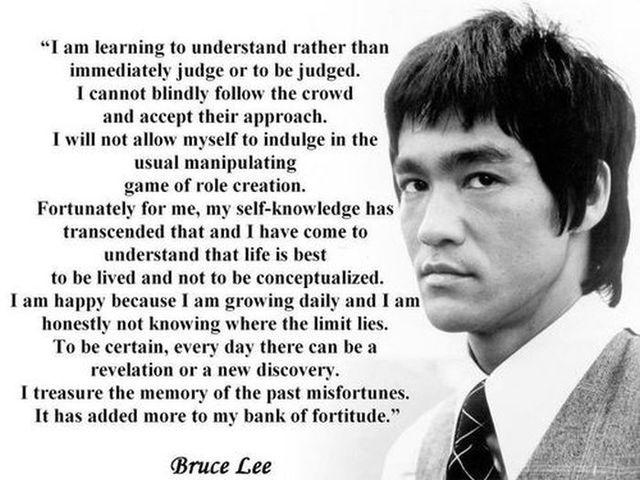 “I am learning to understand rather than
immediately judge or to be judged.
I cannot blindly follow the crowd
and accept their approach.
I will not allow myself to indulge in the
usual manipulating
game of role creation.
Fortunately for me, my self-knowledge has
transcended that and I have come to
understand that life is best
to be lived and not to be conceptualized.
I am happy because I am growing daily and I am
honestly not knowing where the limit lies.
To be certain, every day there can be a
revelation or a new discovery.
I treasure the memory of the past misfortunes.
It has added more to my bank of fortitude.”
Bruce Lee